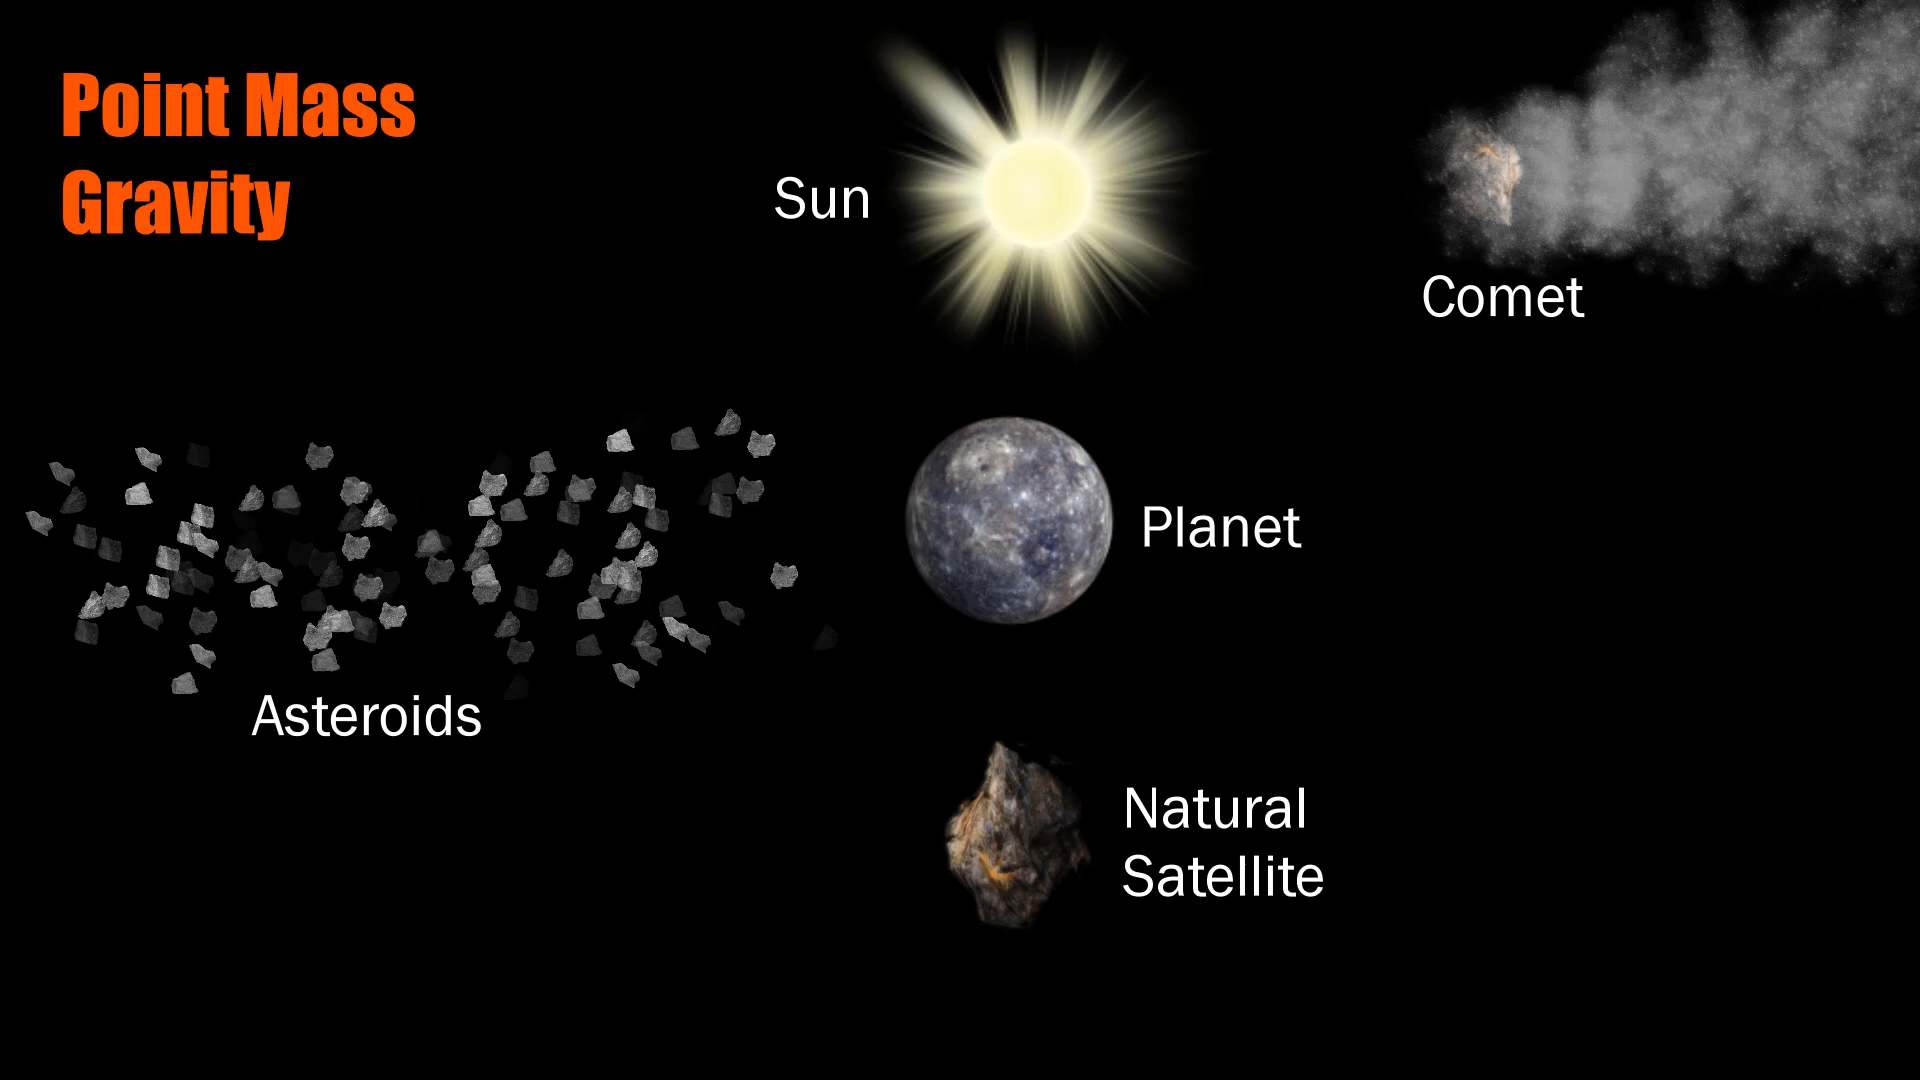 Point Mass
Gravity
Sun
Comet
Planet
Asteroids
Natural
Satellite